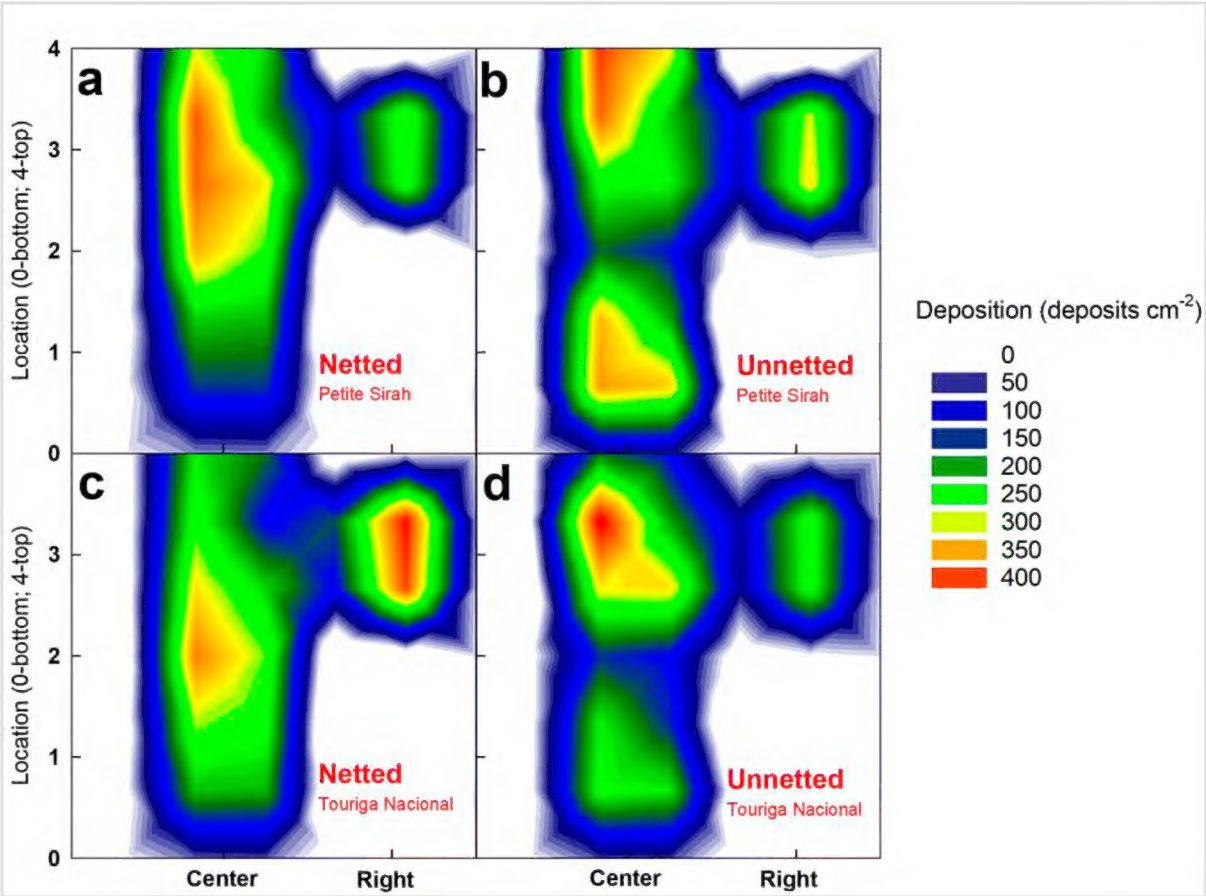 a
b
Location (0-bottom; 4-top)
4
3
2
1
0
Netted
Petite Sirah
Unnetted
Petite Sirah
Deposition (deposits cm-2)
0
50
100
150
200
250
300
350
400
c
d
Location (0-bottom; 4-top)
3
2
1
0
Netted
Touriga Nacional
Unnetted
Touriga Nacional
Center
Right
Center
Right